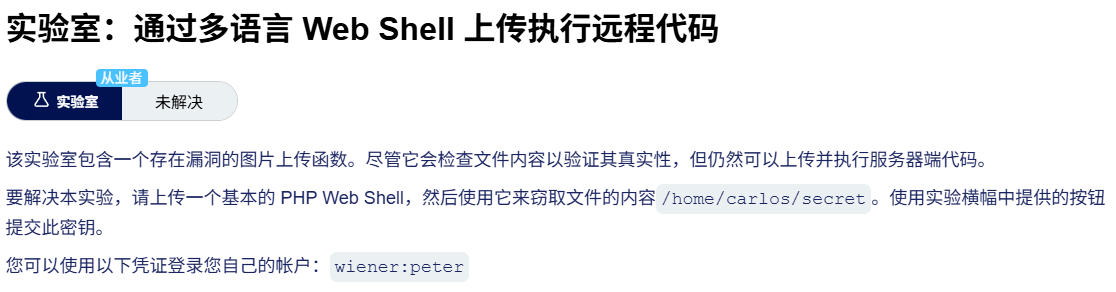 实验室：通过多语言 Web Shell 上传执行远程代码
从业者
实验室
未解决
该实验室包含一个存在漏洞的图片上传函数。尽管它会检查文件内容以验证其真实性，但仍然可以上传并执行服务器端代码。
要解决本实验，请上传一个基本的 PHP Web Shell，然后使用它来窃取文件的内容 /home/carlos/secret 。使用实验横幅中提供的按钮
提交此密钥。
您可以使用以下凭证登录您自己的帐户： wiener:peter